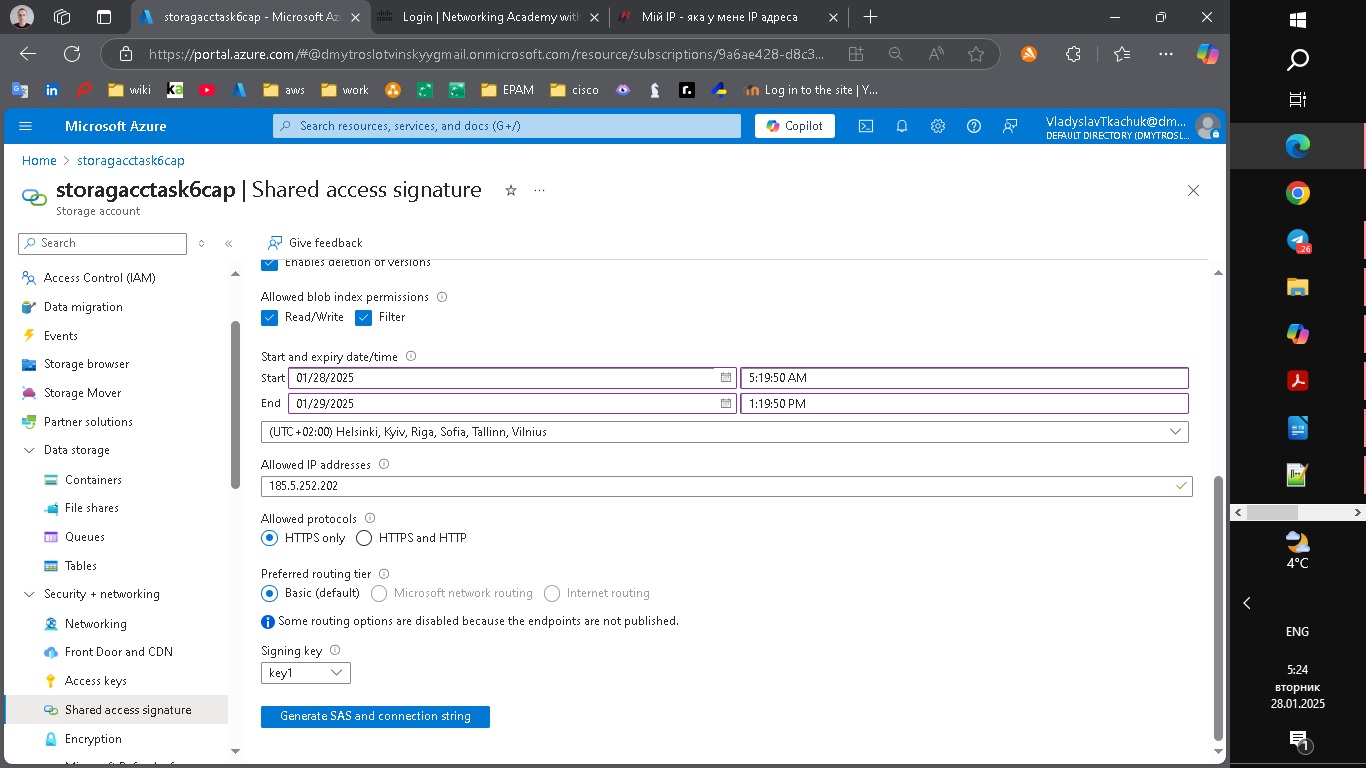 storagacctask6cap - Microsoft Az
Login | Networking Academy with
Мій IP - яка у мене IP адреса
https://portal.azure.com/#@dmytroslotvinskyygmail.onmicrosoft.com/resource/subscriptions/9a6ae428-d8c3...
wiki
ka
aws
work
EPAM
cisco
r.
in Log in to the site | Y...
Microsoft Azure
Search resources, services, and docs (G+/)
Copilot
VladyslavTkachuk@dm...
DEFAULT DIRECTORY (DMYTROSL...
Home > storagacctask6cap
storagacctask6cap | Shared access signature
Storage account
Search
Give feedback
Access Control (IAM)
Data migration
Events
Storage browser
Storage Mover
Partner solutions
Data storage
Containers
File shares
Queues
Tables
Security + networking
Networking
Front Door and CDN
Access keys
Shared access signature
Encryption
Enables deletion of versions
Allowed blob index permissions
Read/Write Filter
Start and expiry date/time
Start 01/28/2025 5:19:50 AM
End 01/29/2025 1:19:50 PM
(UTC+02:00) Helsinki, Kyiv, Riga, Sofia, Tallinn, Vilnius
Allowed IP addresses
185.5.252.202
Allowed protocols
HTTPS only HTTPS and HTTP
Preferred routing tier
Basic (default) Microsoft network routing Internet routing
Some routing options are disabled because the endpoints are not published.
Signing key
key1
Generate SAS and connection string
26
4°C
ENG
5:24
вторник
28.01.2025
1